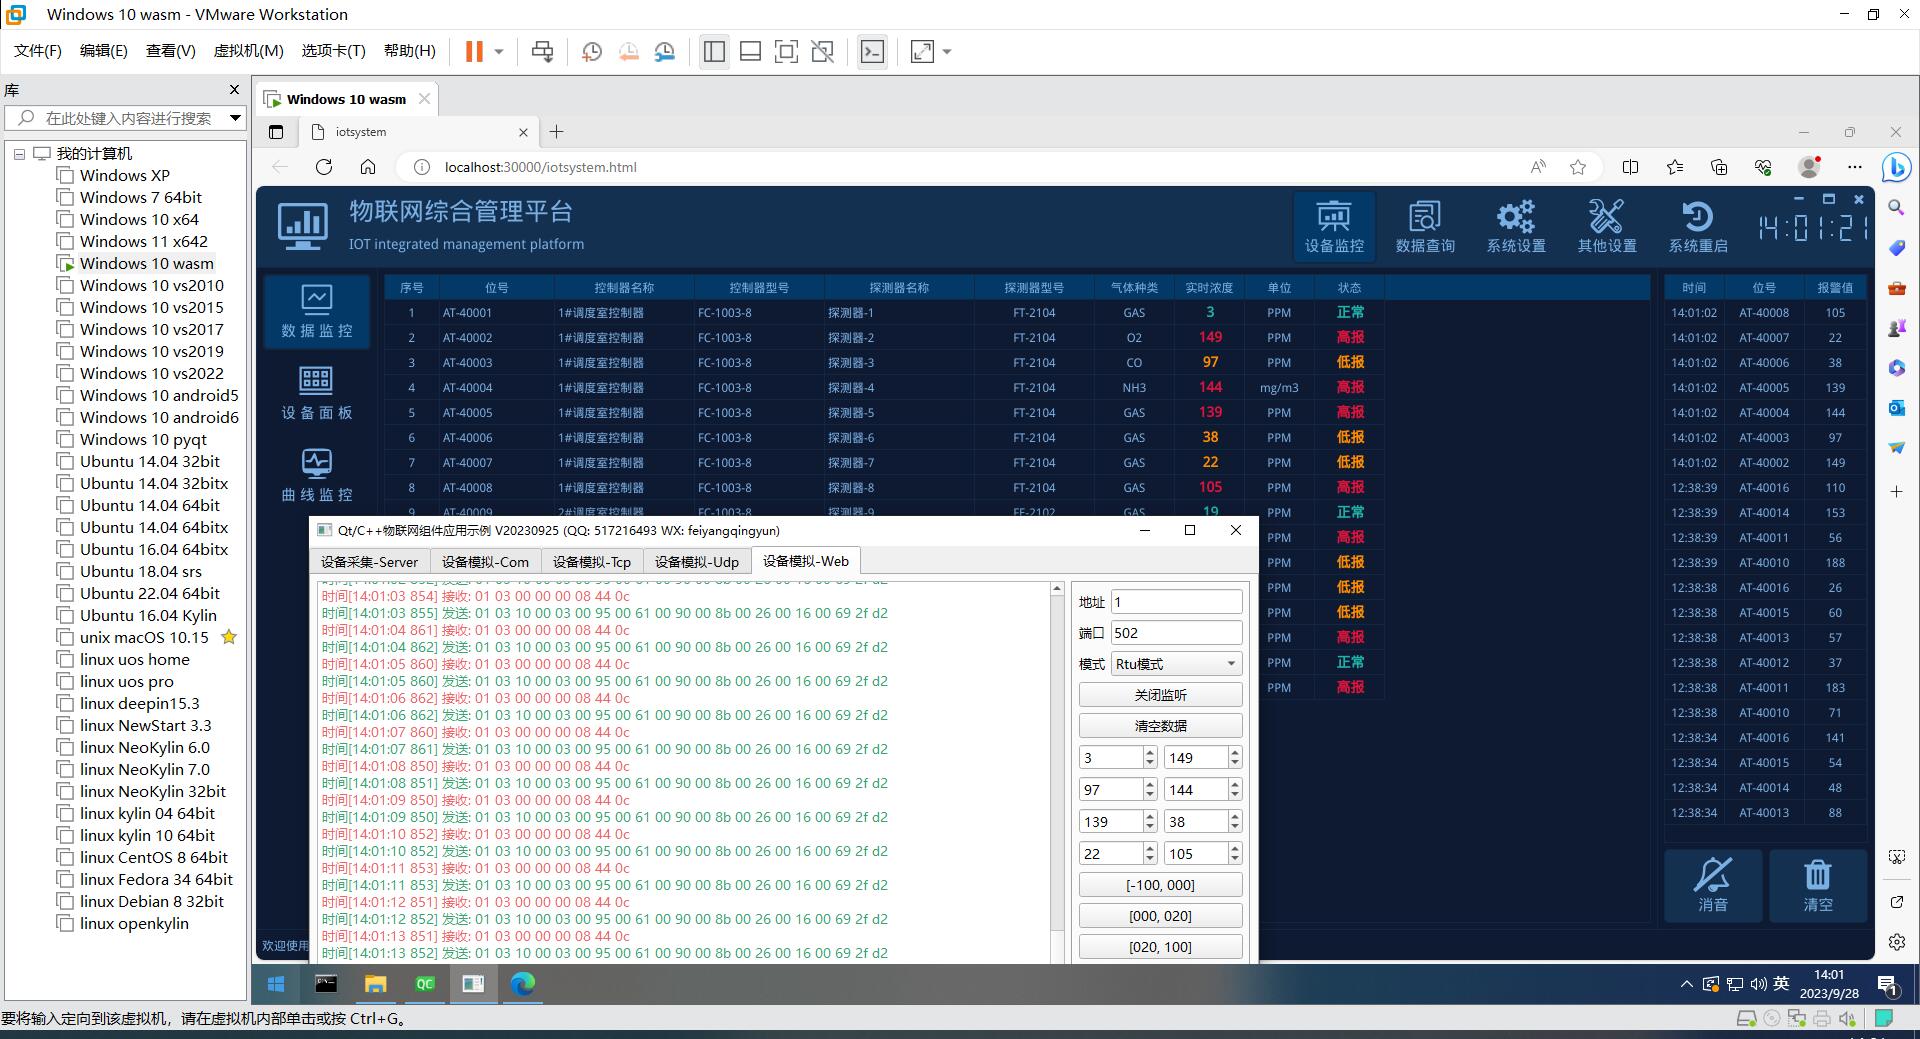 Windows 10 wasm - VMware Workstation
文件(F) 编辑(E) 查看(V) 虚拟机(M) 选项卡(T) 帮助(H)
库
在此处键入内容进行搜索
我的计算机
Windows XP
Windows 7 64bit
Windows 10 x64
Windows 11 x642
Windows 10 wasm
Windows 10 vs2010
Windows 10 vs2015
Windows 10 vs2017
Windows 10 vs2019
Windows 10 vs2022
Windows 10 android5
Windows 10 android6
Windows 10 pyqt
Ubuntu 14.04 32bit
Ubuntu 14.04 32bitx
Ubuntu 14.04 64bit
Ubuntu 14.04 64bitx
Ubuntu 16.04 64bitx
Ubuntu 18.04 srs
Ubuntu 22.04 64bit
Ubuntu 16.04 Kylin
unix macOS 10.15
linux uos home
linux uos pro
linux deepin15.3
linux NewStart 3.3
linux NeoKylin 6.0
linux NeoKylin 7.0
linux NeoKylin 32bit
linux kylin 04 64bit
linux kylin 10 64bit
linux CentOS 8 64bit
linux Fedora 34 64bit
linux Debian 8 32bit
linux openkylin
Windows 10 wasm
iotsystem
localhost:30000/iotsystem.html
物联网综合管理平台
IOT integrated management platform
设备监控 数据查询 系统设置 其他设置 系统重启
14:01:21
数据监控
设备面板
曲线监控
序号 位号 控制器名称 控制器型号 探测器名称 探测器型号 气体种类 实时浓度 单位 状态
1 AT-40001 1#调度室控制器 FC-1003-8 探测器-1 FT-2104 GAS 3 PPM 正常
2 AT-40002 1#调度室控制器 FC-1003-8 探测器-2 FT-2104 O2 149 PPM 高报
3 AT-40003 1#调度室控制器 FC-1003-8 探测器-3 FT-2104 CO 97 PPM 低报
4 AT-40004 1#调度室控制器 FC-1003-8 探测器-4 FT-2104 NH3 144 mg/m3 高报
5 AT-40005 1#调度室控制器 FC-1003-8 探测器-5 FT-2104 GAS 139 PPM 高报
6 AT-40006 1#调度室控制器 FC-1003-8 探测器-6 FT-2104 GAS 38 PPM 低报
7 AT-40007 1#调度室控制器 FC-1003-8 探测器-7 FT-2104 GAS 22 PPM 低报
8 AT-40008 1#调度室控制器 FC-1003-8 探测器-8 FT-2104 GAS 105 PPM 高报
9 AT-40009 2#调度室控制器 FC-1003-8 探测器-9 FT-2102 GAS 19 PPM 正常
PPM 高报
PPM 低报
PPM 低报
PPM 低报
PPM 高报
PPM 正常
PPM 高报
时间 位号 报警值
14:01:02 AT-40008 105
14:01:02 AT-40007 22
14:01:02 AT-40006 38
14:01:02 AT-40005 139
14:01:02 AT-40004 144
14:01:02 AT-40003 97
14:01:02 AT-40002 149
12:38:39 AT-40016 110
12:38:39 AT-40014 153
12:38:39 AT-40011 56
12:38:39 AT-40010 188
12:38:38 AT-40016 26
12:38:38 AT-40015 60
12:38:38 AT-40013 57
12:38:38 AT-40012 37
12:38:38 AT-40011 183
12:38:38 AT-40010 71
12:38:34 AT-40016 141
12:38:34 AT-40015 54
12:38:34 AT-40014 48
12:38:34 AT-40013 88
消音 清空
欢迎使用
Qt/C++物联网组件应用示例 V20230925 (QQ: 517216493 WX: feiyangqingyun)
设备采集-Server 设备模拟-Com 设备模拟-Tcp 设备模拟-Udp 设备模拟-Web
时间[14:01:03 854] 接收: 01 03 00 00 00 08 44 0c
时间[14:01:03 855] 发送: 01 03 10 00 03 00 95 00 61 00 90 00 8b 00 26 00 16 00 69 2f d2
时间[14:01:04 861] 接收: 01 03 00 00 00 08 44 0c
时间[14:01:04 862] 发送: 01 03 10 00 03 00 95 00 61 00 90 00 8b 00 26 00 16 00 69 2f d2
时间[14:01:05 860] 接收: 01 03 00 00 00 08 44 0c
时间[14:01:05 860] 发送: 01 03 10 00 03 00 95 00 61 00 90 00 8b 00 26 00 16 00 69 2f d2
时间[14:01:06 862] 接收: 01 03 00 00 00 08 44 0c
时间[14:01:06 862] 发送: 01 03 10 00 03 00 95 00 61 00 90 00 8b 00 26 00 16 00 69 2f d2
时间[14:01:07 860] 接收: 01 03 00 00 00 08 44 0c
时间[14:01:07 861] 发送: 01 03 10 00 03 00 95 00 61 00 90 00 8b 00 26 00 16 00 69 2f d2
时间[14:01:08 850] 接收: 01 03 00 00 00 08 44 0c
时间[14:01:08 851] 发送: 01 03 10 00 03 00 95 00 61 00 90 00 8b 00 26 00 16 00 69 2f d2
时间[14:01:09 850] 接收: 01 03 00 00 00 08 44 0c
时间[14:01:09 850] 发送: 01 03 10 00 03 00 95 00 61 00 90 00 8b 00 26 00 16 00 69 2f d2
时间[14:01:10 852] 接收: 01 03 00 00 00 08 44 0c
时间[14:01:10 852] 发送: 01 03 10 00 03 00 95 00 61 00 90 00 8b 00 26 00 16 00 69 2f d2
时间[14:01:11 853] 接收: 01 03 00 00 00 08 44 0c
时间[14:01:11 853] 发送: 01 03 10 00 03 00 95 00 61 00 90 00 8b 00 26 00 16 00 69 2f d2
时间[14:01:12 851] 接收: 01 03 00 00 00 08 44 0c
时间[14:01:12 852] 发送: 01 03 10 00 03 00 95 00 61 00 90 00 8b 00 26 00 16 00 69 2f d2
时间[14:01:13 851] 接收: 01 03 00 00 00 08 44 0c
时间[14:01:13 852] 发送: 01 03 10 00 03 00 95 00 61 00 90 00 8b 00 26 00 16 00 69 2f d2
地址 1
端口 502
模式 Rtu模式
关闭监听
清空数据
3 149
97 144
139 38
22 105
[-100, 000]
[000, 020]
[020, 100]
QC
英
14:01
2023/9/28
1
要将输入定向到该虚拟机，请在虚拟机内部单击或按 Ctrl+G。